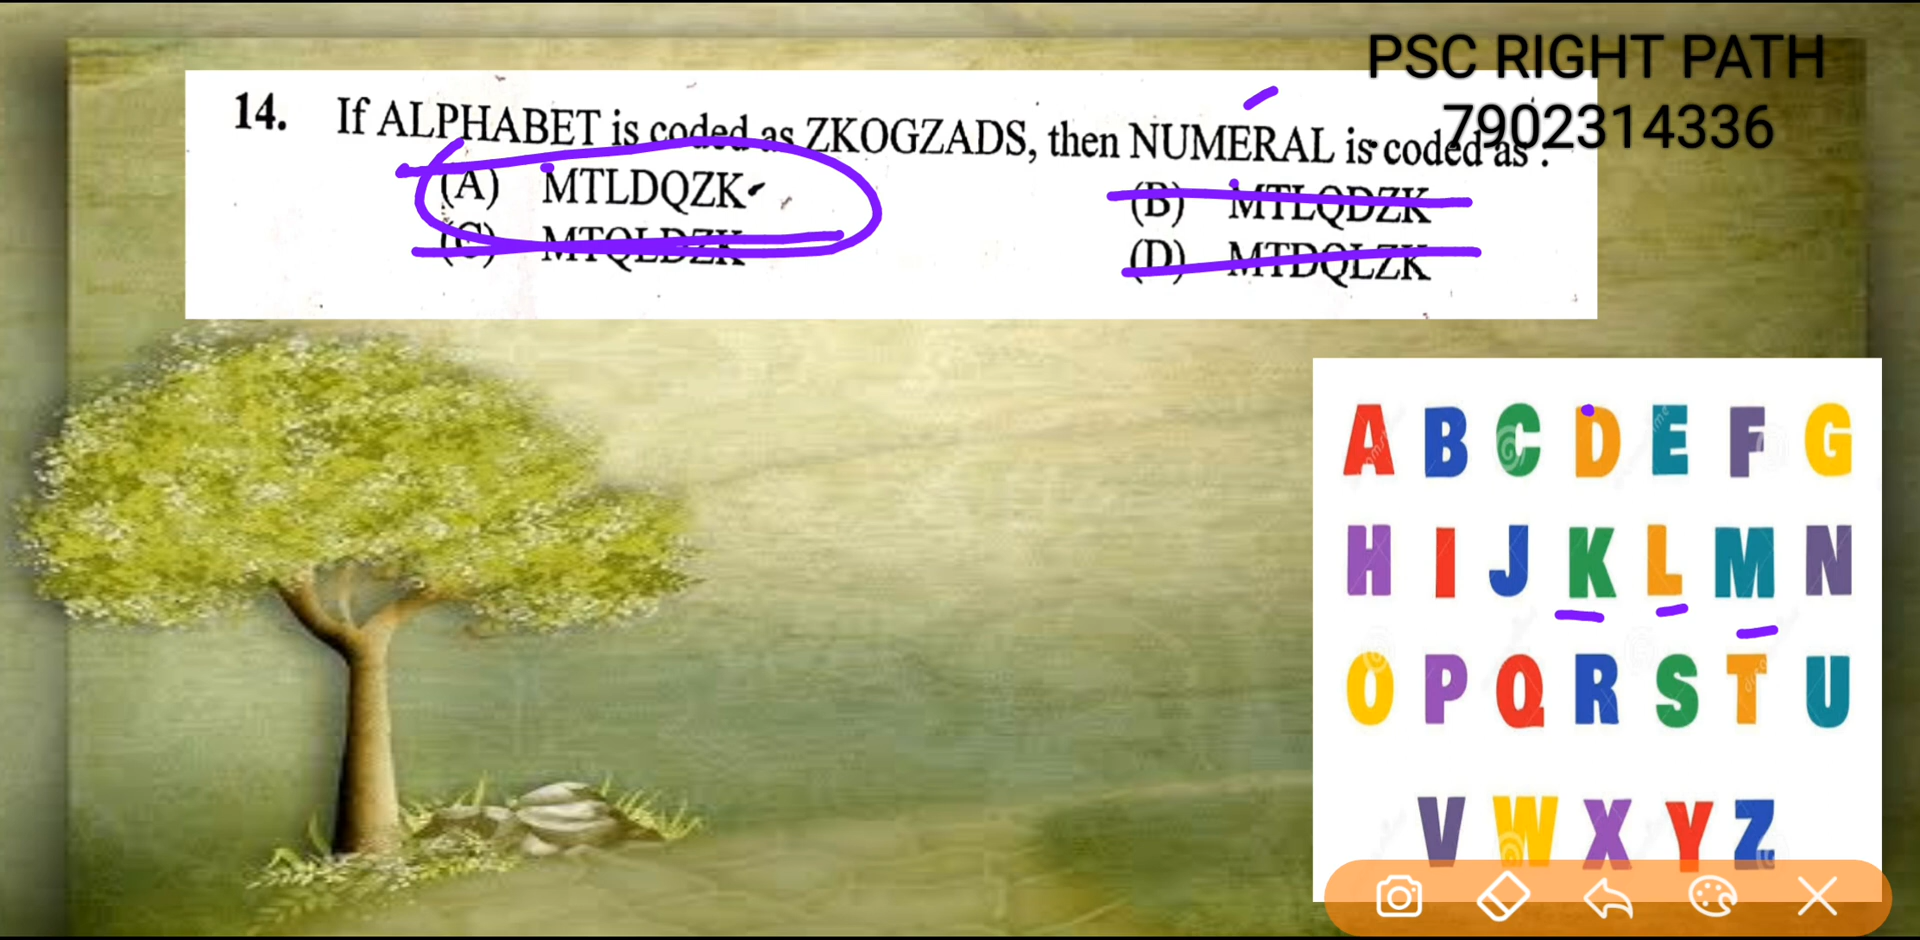 PSC RIGHT PATH
7902314336
14. If ALPHABET is coded as ZKOGZADS, then NUMERAL is coded as :
(A) MTLDQZK (B) MTLQDZK
(C) MTQLDZK (D) MTDQLZK
A B C D E F G
H I J K L M N
O P Q R S T U
V W X Y Z